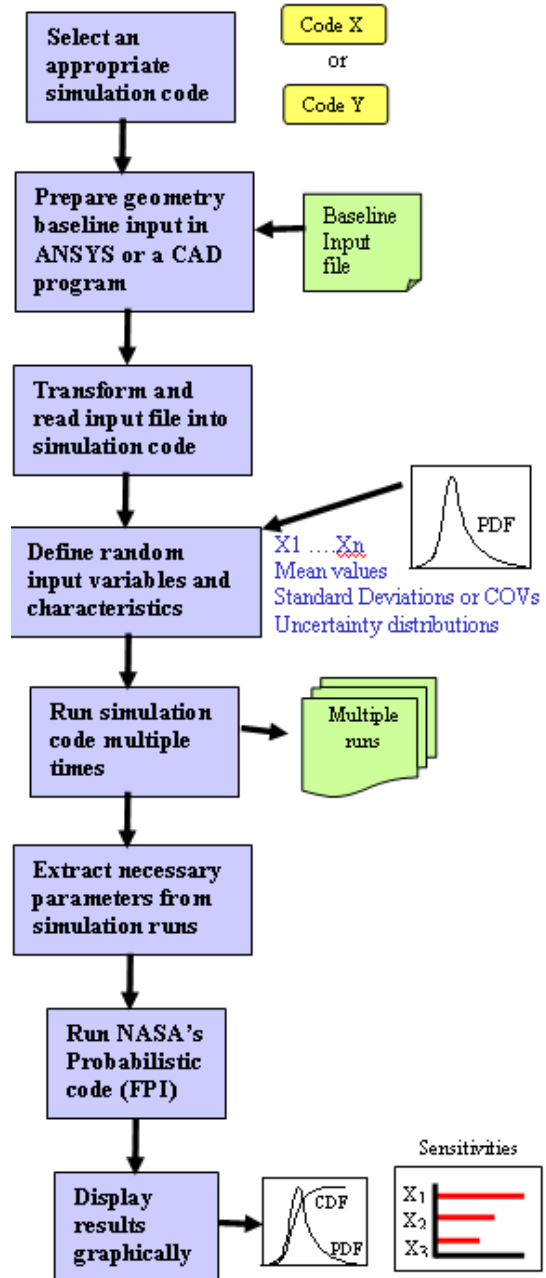 Select an
appropriate
simulation code
Code X
or
Code Y
Prepare geometry
baseline input in
ANSYS or a CAD
program
Baseline
Input
file
Transform and
read input file into
simulation code
PDF
Define random
input variables and
characteristics
X1 ....Xn
Mean values
Standard Deviations or COVs
Uncertainty distributions
Run simulation
code multiple
times
Multiple
runs
Extract necessary
parameters from
simulation runs
Run NASA's
Probabilistic
code (FPI)
Display
results
graphically
CDF
PDF
Sensitivities
X1
X2
X3